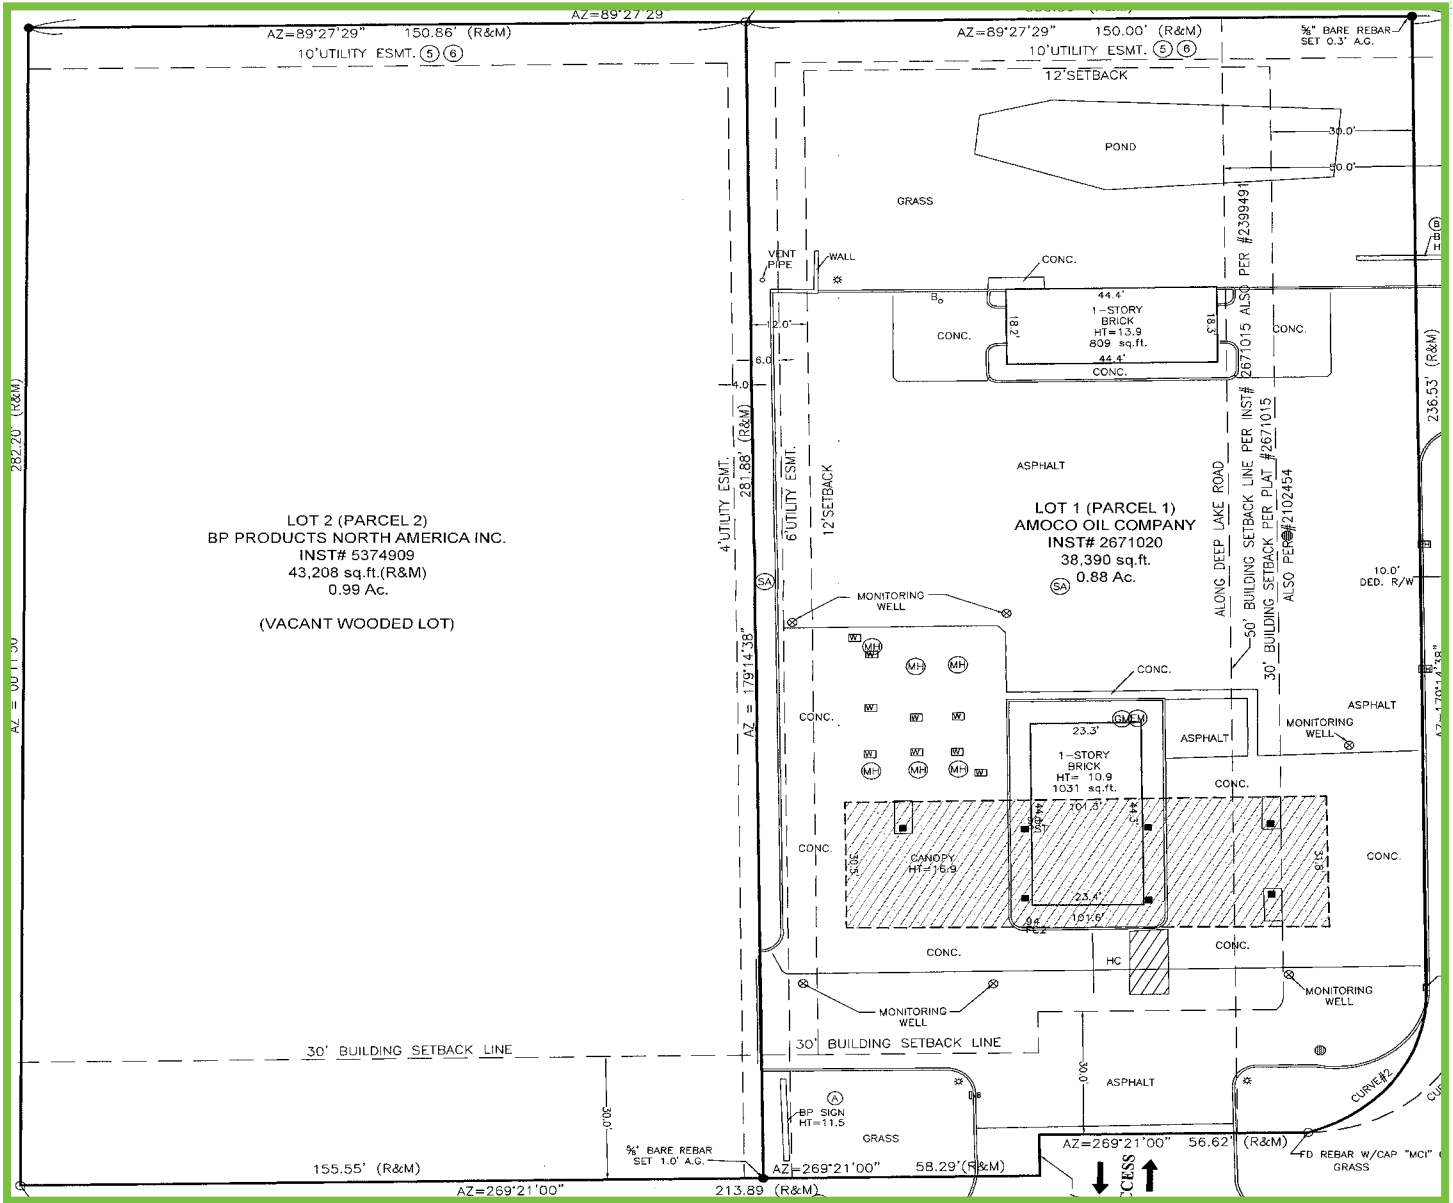 AZ=89°27'29"
AZ=89°27'29" 150.86' (R&M)
10'UTILITY ESMT. 5 6
AZ=89°27'29" 150.00' (R&M)
10'UTILITY ESMT. 5 6
12'SETBACK
⅝" BARE REBAR
SET 0.3' A.G.
30.0'
50.0'
POND
GRASS
VENT
PIPE
WALL
CONC.
B
44.4'
1-STORY
BRICK
HT=13.9
809 sq.ft.
44.4'
18.2'
18.3'
CONC.
CONC.
CONC.
12.0'
6.0
4.0
282.20' (R&M)
281.88' (R&M)
236.53' (R&M)
4'UTILITY ESMT.
6'UTILITY ESMT.
12'SETBACK
ASPHALT
ALONG DEEP LAKE ROAD
50' BUILDING SETBACK LINE PER INST# 2671015 ALSO PER #2399491
30' BUILDING SETBACK PER PLAT #2671015
ALSO PER #2102454
LOT 2 (PARCEL 2)
BP PRODUCTS NORTH AMERICA INC.
INST# 5374909
43,208 sq.ft.(R&M)
0.99 Ac.
(VACANT WOODED LOT)
LOT 1 (PARCEL 1)
AMOCO OIL COMPANY
INST# 2671020
38,390 sq.ft.
0.88 Ac.
SA
SA
10.0'
DED. R/W
MONITORING
WELL
AZ = 179°14'38"
W
MH
W
MH
MH
W
W
W
W
W
W
MH
MH
MH
W
CONC.
CONC.
ASPHALT
MONITORING
WELL
ASPHALT
GM EM
23.3'
1-STORY
BRICK
HT= 10.9
1031 sq.ft.
101.3'
44.3'
CONC.
CONC.
CANOPY
HT=16.9
30.5'
31.8'
CONC.
23.4'
101.6'
94
CONC.
HC
CONC.
MONITORING
WELL
MONITORING
WELL
30' BUILDING SETBACK LINE
30' BUILDING SETBACK LINE
30.0'
30.0'
ASPHALT
CURVE#2
A
BP SIGN
HT=11.5
GRASS
⅝' BARE REBAR
SET 1.0' A.G.
155.55' (R&M)
AZ=269°21'00" 58.29'(R&M)
AZ=269°21'00" 56.62' (R&M)
FD REBAR W/CAP "MCI"
GRASS
AZ=269°21'00" 213.89 (R&M)